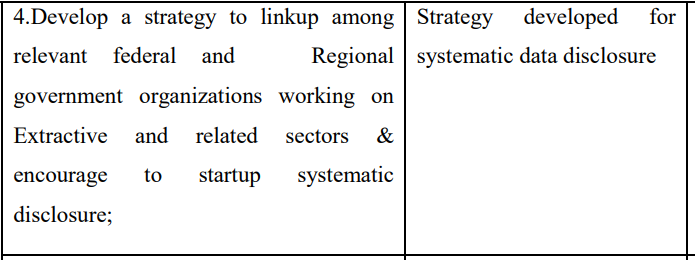 4.Develop a strategy to linkup among
relevant federal and Regional
government organizations working on
Extractive and related sectors &
encourage to startup systematic
disclosure;
Strategy developed for
systematic data disclosure